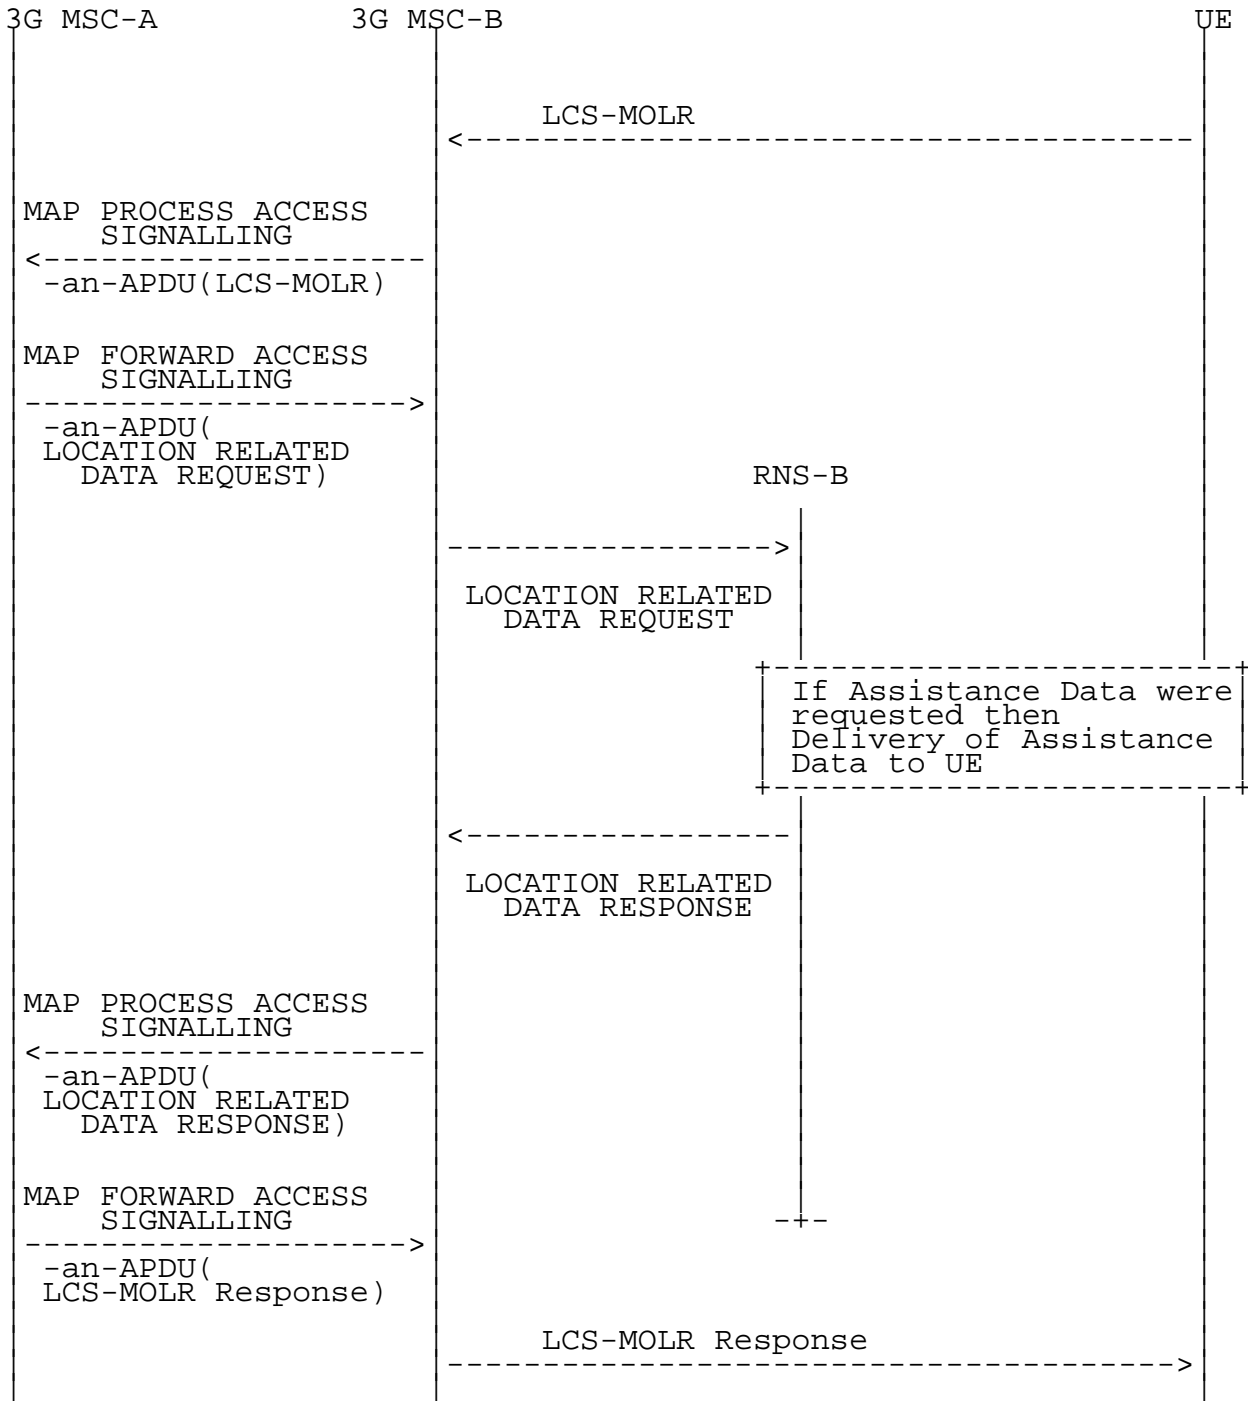 3G MSC-A 3G MSC-B UE
LCS-MOLR
<--------------------------------------
MAP PROCESS ACCESS
SIGNALLING
<--------------------
-an-APDU(LCS-MOLR)
MAP FORWARD ACCESS
SIGNALLING
-------------------->
-an-APDU(
LOCATION RELATED
DATA REQUEST)
RNS-B
----------------->
LOCATION RELATED
DATA REQUEST
+------------------------+
If Assistance Data were
requested then
Delivery of Assistance
Data to UE
+------------------------+
<-----------------
LOCATION RELATED
DATA RESPONSE
MAP PROCESS ACCESS
SIGNALLING
<--------------------
-an-APDU(
LOCATION RELATED
DATA RESPONSE)
MAP FORWARD ACCESS
SIGNALLING
-+-
-------------------->
-an-APDU(
LCS-MOLR Response)
LCS-MOLR Response
-------------------------------------->